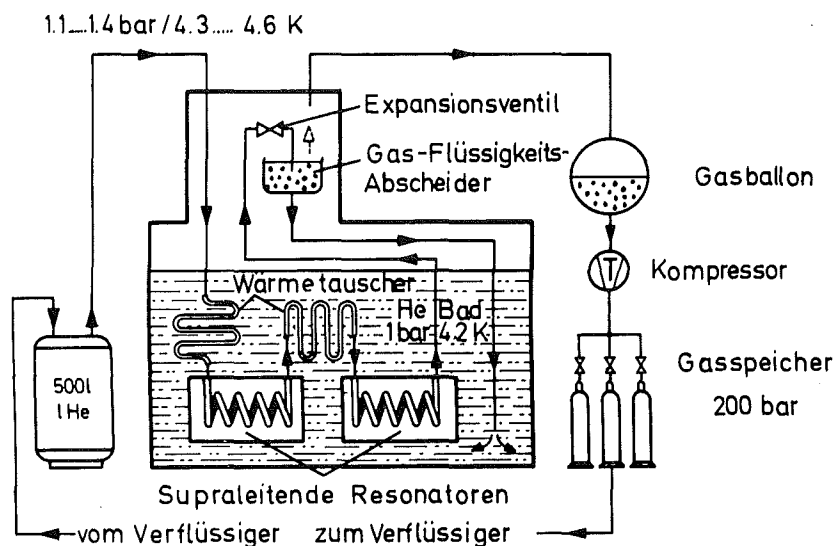 1.1....1.4 bar / 4.3..... 4.6 K
Expansionsventil
Gas-Flüssigkeits-
Abscheider
Gasballon
Wärmetauscher
T
Kompressor
He Bad
1bar 4.2 K
Gasspeicher
200 bar
500 l
l He
Supraleitende Resonatoren
vom Verflüssiger
zum Verflüssiger